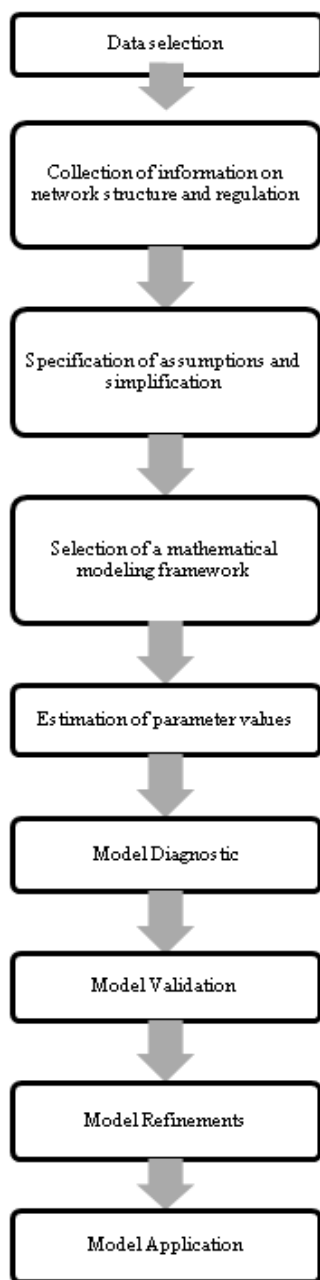 Data selection
Collection of information on
network structure and regulation
Specification of assumptions and
simplification
Selection of a mathematical
modeling framework
Estimation of parameter values
Model Diagnostic
Model Validation
Model Refinements
Model Application